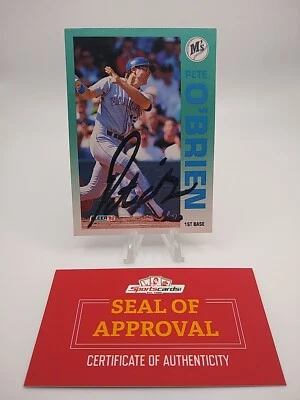 M's
PETE
O'BRIEN
1ST BASE
FLEER '92
Sportscards
SEAL OF
APPROVAL
CERTIFICATE OF AUTHENTICITY